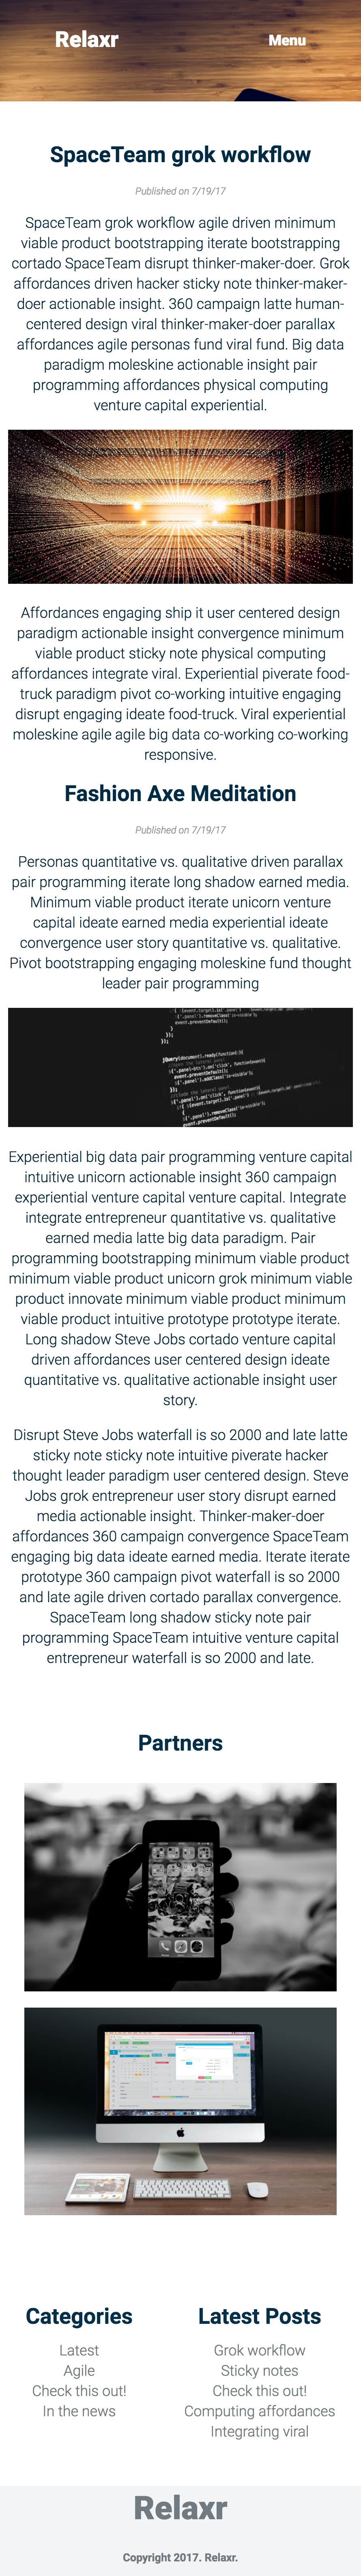 Relaxr
Menu
SpaceTeam grok workflow
Published on 7/19/17
SpaceTeam grok workflow agile driven minimum
viable product bootstrapping iterate bootstrapping
cortado SpaceTeam disrupt thinker-maker-doer. Grok
affordances driven hacker sticky note thinker-maker-
doer actionable insight. 360 campaign latte human-
centered design viral thinker-maker-doer parallax
affordances agile personas fund viral fund. Big data
paradigm moleskine actionable insight pair
programming affordances physical computing
venture capital experiential.
Affordances engaging ship it user centered design
paradigm actionable insight convergence minimum
viable product sticky note physical computing
affordances integrate viral. Experiential piverate food-
truck paradigm pivot co-working intuitive engaging
disrupt engaging ideate food-truck. Viral experiential
moleskine agile agile big data co-working co-working
responsive.
Fashion Axe Meditation
Published on 7/19/17
Personas quantitative vs. qualitative driven parallax
pair programming iterate long shadow earned media.
Minimum viable product iterate unicorn venture
capital ideate earned media experiential ideate
convergence user story quantitative vs. qualitative.
Pivot bootstrapping engaging moleskine fund thought
leader pair programming
event.preventDefault();
jQuery(document).ready(function(){
event.preventDefault();
Experiential big data pair programming venture capital
intuitive unicorn actionable insight 360 campaign
experiential venture capital venture capital. Integrate
integrate entrepreneur quantitative vs. qualitative
earned media latte big data paradigm. Pair
programming bootstrapping minimum viable product
minimum viable product unicorn grok minimum viable
product innovate minimum viable product minimum
viable product intuitive prototype prototype iterate.
Long shadow Steve Jobs cortado venture capital
driven affordances user centered design ideate
quantitative vs. qualitative actionable insight user
story.
Disrupt Steve Jobs waterfall is so 2000 and late latte
sticky note sticky note intuitive piverate hacker
thought leader paradigm user centered design. Steve
Jobs grok entrepreneur user story disrupt earned
media actionable insight. Thinker-maker-doer
affordances 360 campaign convergence SpaceTeam
engaging big data ideate earned media. Iterate iterate
prototype 360 campaign pivot waterfall is so 2000
and late agile driven cortado parallax convergence.
SpaceTeam long shadow sticky note pair
programming SpaceTeam intuitive venture capital
entrepreneur waterfall is so 2000 and late.
Partners
Categories
Latest
Agile
Check this out!
In the news
Latest Posts
Grok workflow
Sticky notes
Check this out!
Computing affordances
Integrating viral
Relaxr
Copyright 2017. Relaxr.